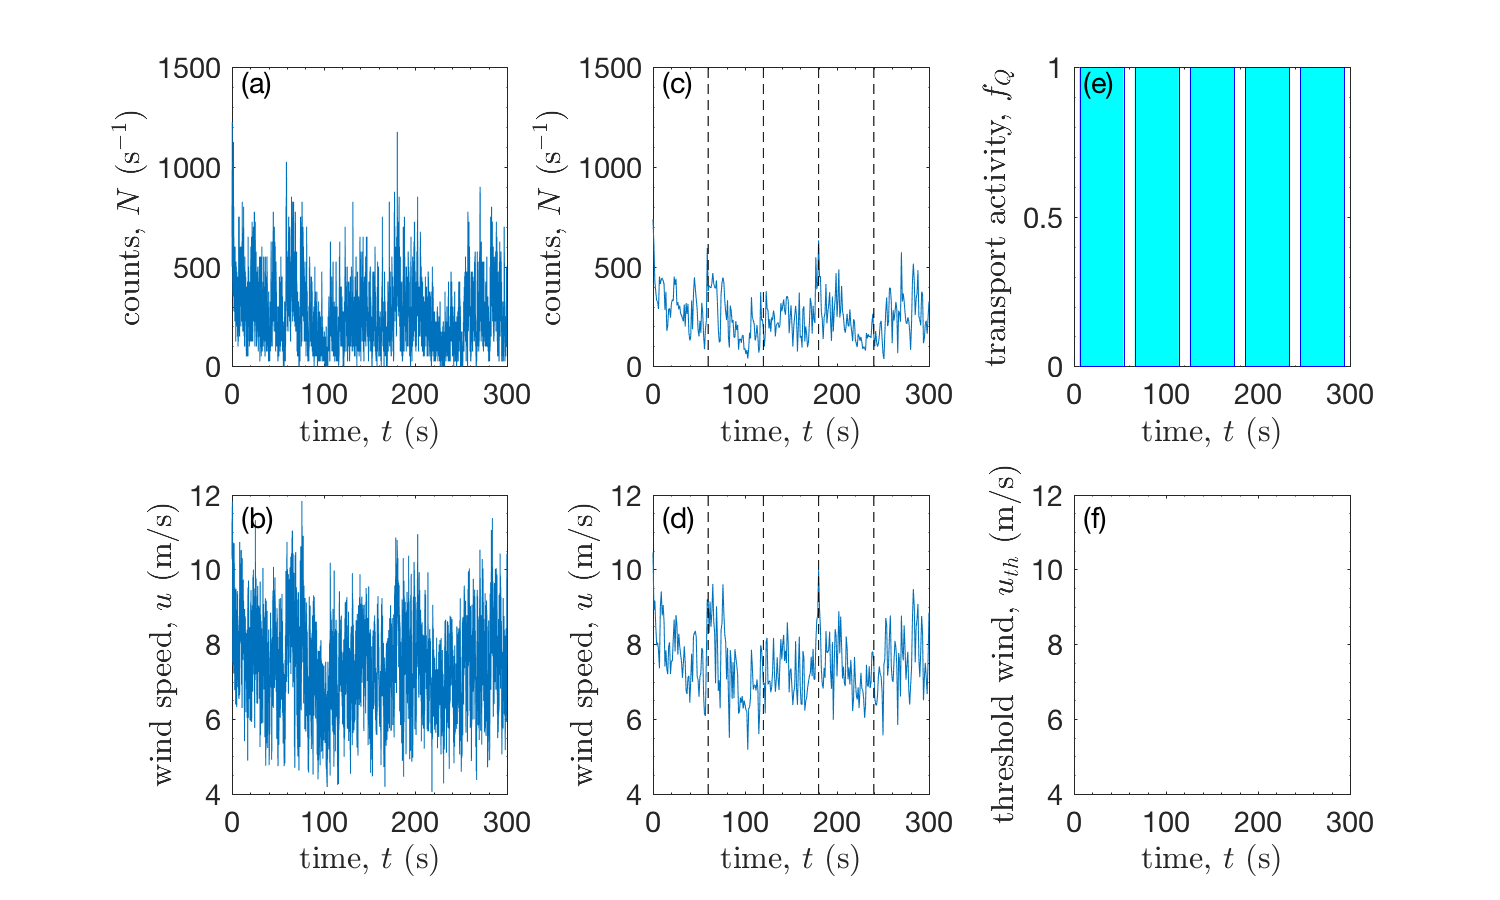 (a)
1500
1000
500
0
counts, N (s⁻¹)
0 100 200 300
time, t (s)
(c)
1500
1000
500
0
counts, N (s⁻¹)
0 100 200 300
time, t (s)
(e)
1
0.5
0
transport activity, f_Q
0 100 200 300
time, t (s)
(b)
12
10
8
6
4
wind speed, u (m/s)
0 100 200 300
time, t (s)
(d)
12
10
8
6
4
wind speed, u (m/s)
0 100 200 300
time, t (s)
(f)
12
10
8
6
4
threshold wind, u_th (m/s)
0 100 200 300
time, t (s)